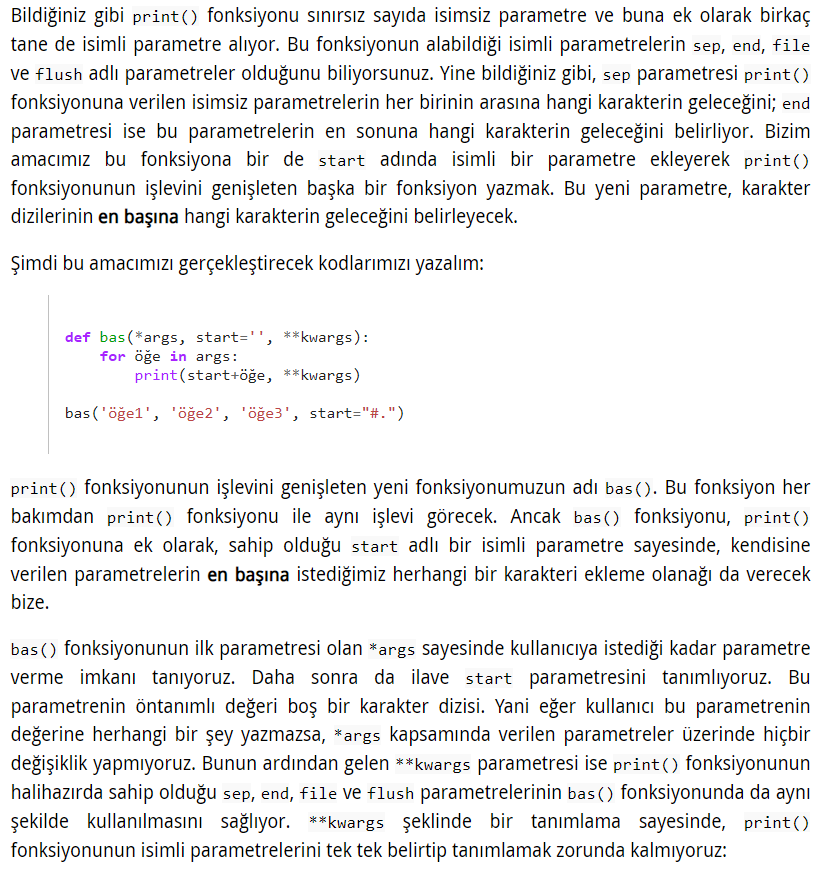 Bildiğiniz gibi print() fonksiyonu sınırsız sayıda isimsiz parametre ve buna ek olarak birkaç
tane de isimli parametre alıyor. Bu fonksiyonun alabildiği isimli parametrelerin sep, end, file
ve flush adlı parametreler olduğunu biliyorsunuz. Yine bildiğiniz gibi, sep parametresi print()
fonksiyonuna verilen isimsiz parametrelerin her birinin arasına hangi karakterin geleceğini; end
parametresi ise bu parametrelerin en sonuna hangi karakterin geleceğini belirliyor. Bizim
amacımız bu fonksiyona bir de start adında isimli bir parametre ekleyerek print()
fonksiyonunun işlevini genişleten başka bir fonksiyon yazmak. Bu yeni parametre, karakter
dizilerinin en başına hangi karakterin geleceğini belirleyecek.
Şimdi bu amacımızı gerçekleştirecek kodlarımızı yazalım:
def bas(*args, start='', **kwargs):
    for öğe in args:
        print(start+öğe, **kwargs)
bas('öğe1', 'öğe2', 'öğe3', start="#.")
print() fonksiyonunun işlevini genişleten yeni fonksiyonumuzun adı bas(). Bu fonksiyon her
bakımdan print() fonksiyonu ile aynı işlevi görecek. Ancak bas() fonksiyonu, print()
fonksiyonuna ek olarak, sahip olduğu start adlı bir isimli parametre sayesinde, kendisine
verilen parametrelerin en başına istediğimiz herhangi bir karakteri ekleme olanağı da verecek
bize.
bas() fonksiyonunun ilk parametresi olan *args sayesinde kullanıcıya istediği kadar parametre
verme imkanı tanıyoruz. Daha sonra da ilave start parametresini tanımlıyoruz. Bu
parametrenin öntanımlı değeri boş bir karakter dizisi. Yani eğer kullanıcı bu parametrenin
değerine herhangi bir şey yazmazsa, *args kapsamında verilen parametreler üzerinde hiçbir
değişiklik yapmıyoruz. Bunun ardından gelen **kwargs parametresi ise print() fonksiyonunun
halihazırda sahip olduğu sep, end, file ve flush parametrelerinin bas() fonksiyonunda da aynı
şekilde kullanılmasını sağlıyor. **kwargs şeklinde bir tanımlama sayesinde, print()
fonksiyonunun isimli parametrelerini tek tek belirtip tanımlamak zorunda kalmıyoruz: